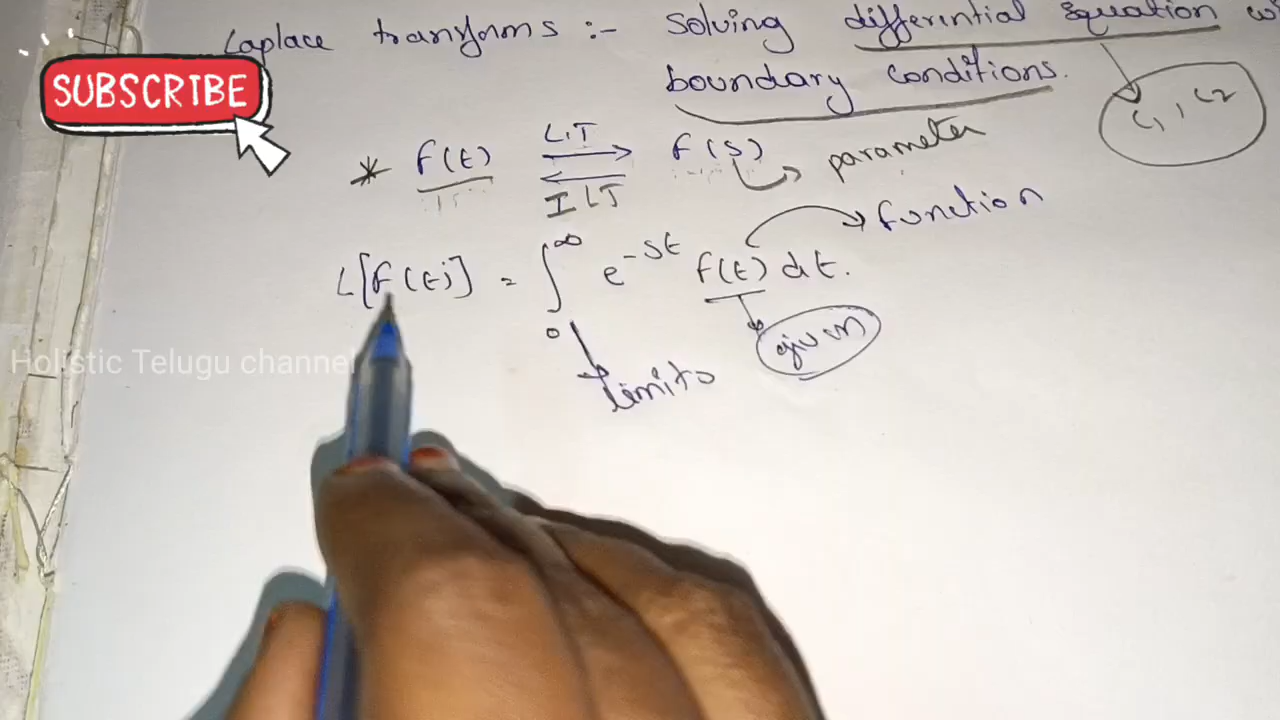 Laplace transforms :- Solving differential Equation
boundary conditions.
C1, C2
SUBSCRIBE
* f(t) LT f(s) parameter
ILT
function
L[f(t)] = ∫0^∞ e^-st f(t) dt.
given
Limits
Holistic Telugu channel